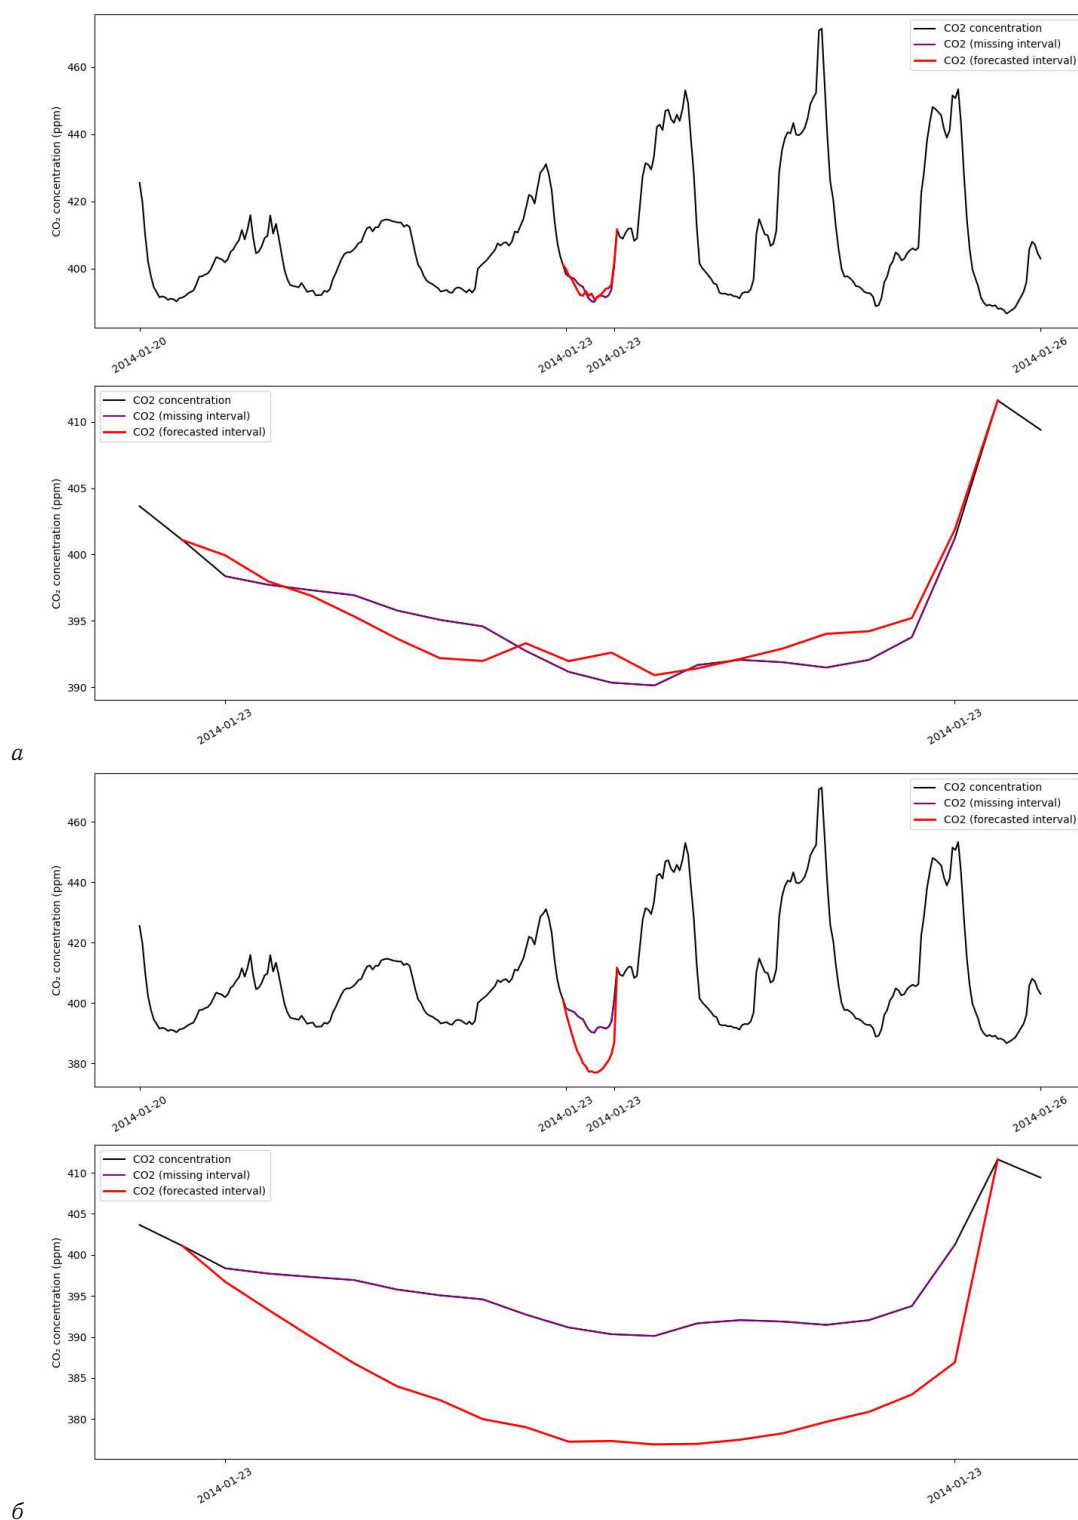 CO2 concentration
CO2 (missing interval)
CO2 (forecasted interval)
460
440
420
400
CO₂ concentration (ppm)
2014-01-20
2014-01-23
2014-01-23
2014-01-26
CO2 concentration
CO2 (missing interval)
CO2 (forecasted interval)
410
405
400
395
390
CO₂ concentration (ppm)
2014-01-23
2014-01-23
а
CO2 concentration
CO2 (missing interval)
CO2 (forecasted interval)
460
440
420
400
380
CO₂ concentration (ppm)
2014-01-20
2014-01-23
2014-01-23
2014-01-26
CO2 concentration
CO2 (missing interval)
CO2 (forecasted interval)
410
405
400
395
390
385
380
CO₂ concentration (ppm)
2014-01-23
2014-01-23
б